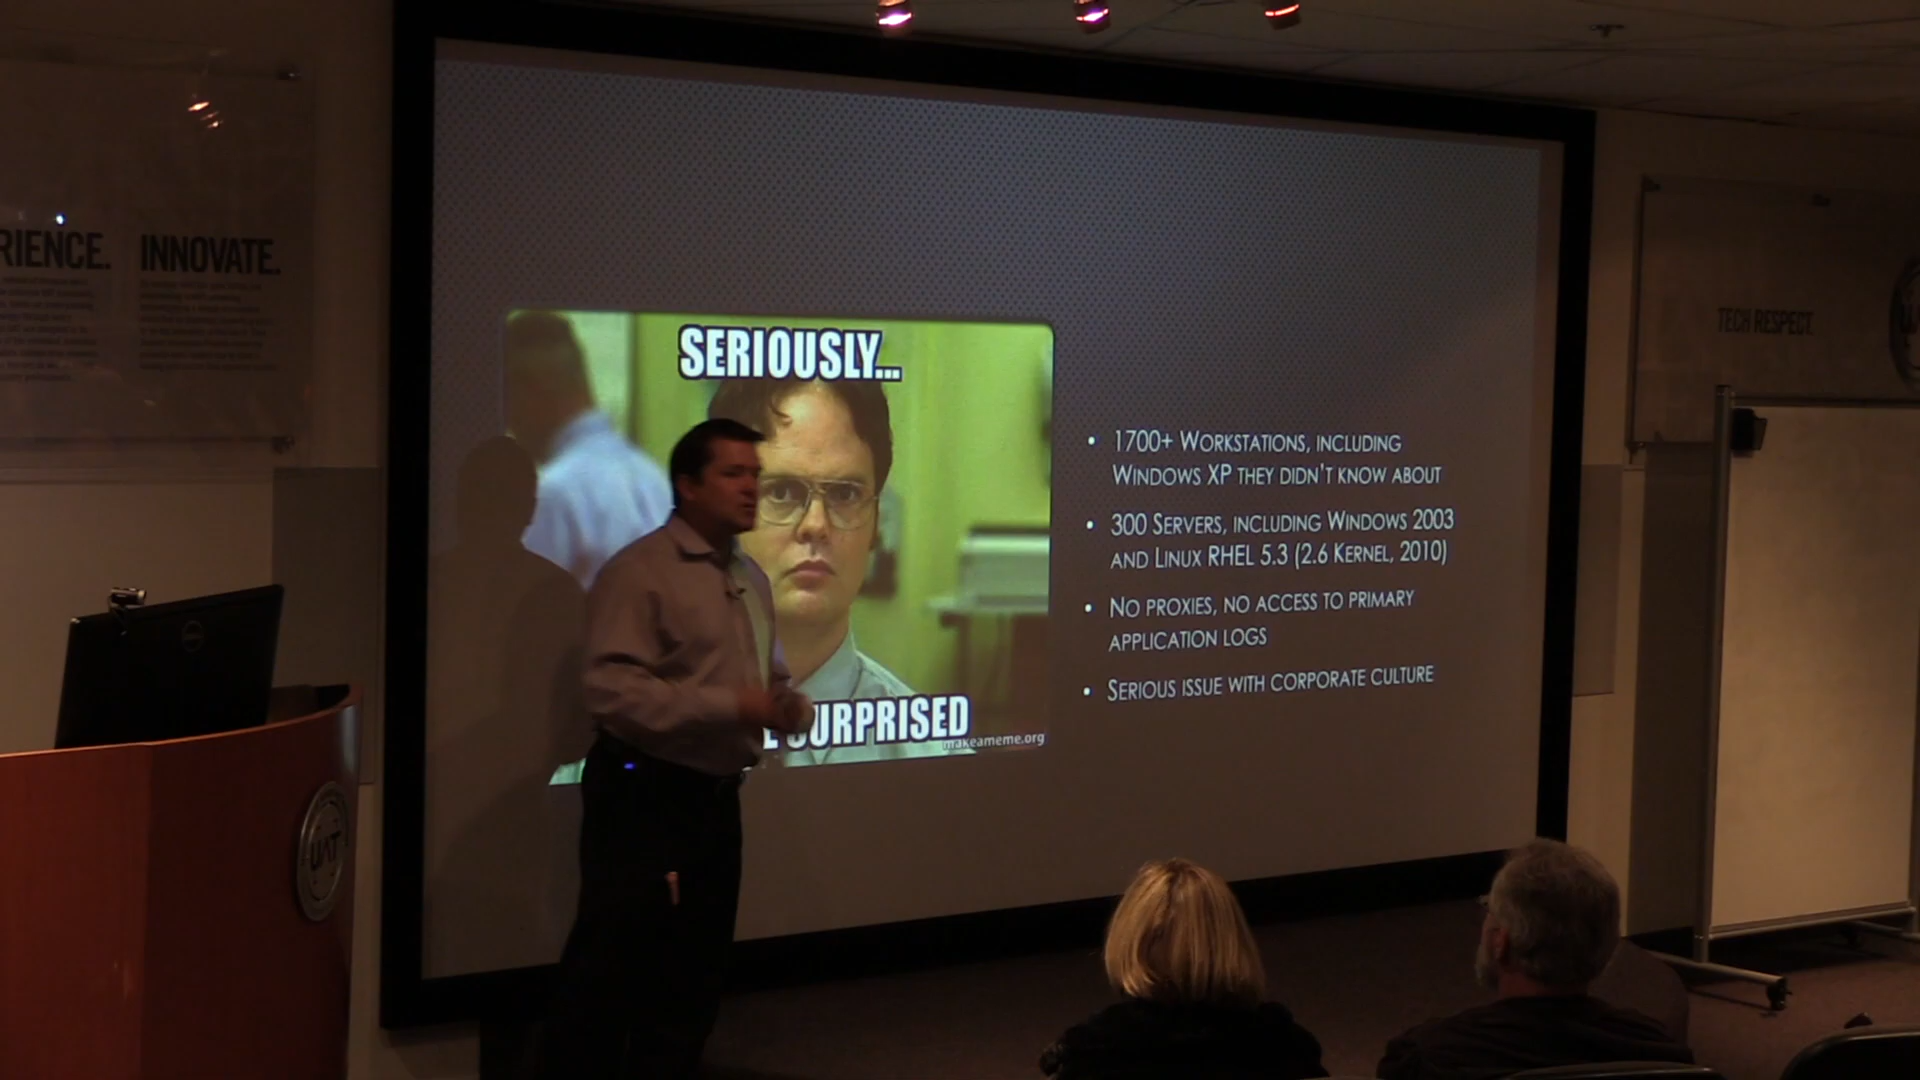 RIENCE. INNOVATE.
SERIOUSLY...
SURPRISED
makeameme.org
• 1700+ WORKSTATIONS, INCLUDING
WINDOWS XP THEY DIDN'T KNOW ABOUT
• 300 SERVERS, INCLUDING WINDOWS 2003
AND LINUX RHEL 5.3 (2.6 KERNEL, 2010)
• NO PROXIES, NO ACCESS TO PRIMARY
APPLICATION LOGS
• SERIOUS ISSUE WITH CORPORATE CULTURE
TECH RESPECT.
UAT